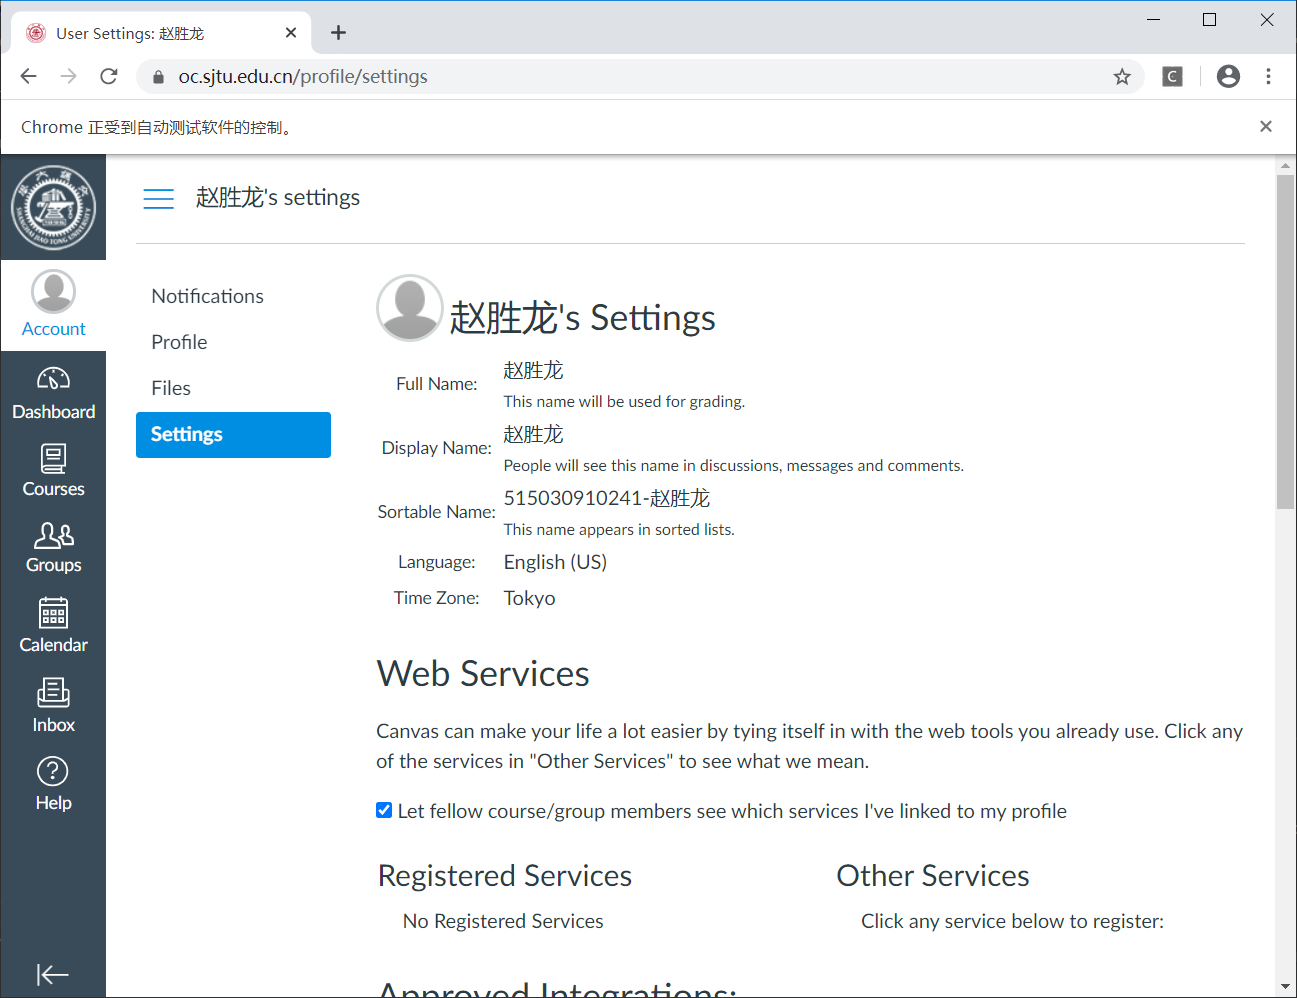 User Settings: 赵胜龙
oc.sjtu.edu.cn/profile/settings
C
Chrome 正受到自动测试软件的控制。
SHANGHAI JIAO TONG UNIVERSITY
赵胜龙's settings
Account
Dashboard
Courses
Groups
Calendar
Inbox
Help
Notifications
Profile
Files
Settings
赵胜龙's Settings
Full Name: 赵胜龙
This name will be used for grading.
Display Name: 赵胜龙
People will see this name in discussions, messages and comments.
Sortable Name: 515030910241-赵胜龙
This name appears in sorted lists.
Language: English (US)
Time Zone: Tokyo
Web Services
Canvas can make your life a lot easier by tying itself in with the web tools you already use. Click any
of the services in "Other Services" to see what we mean.
Let fellow course/group members see which services I've linked to my profile
Registered Services
No Registered Services
Other Services
Click any service below to register:
Approved Integrations: